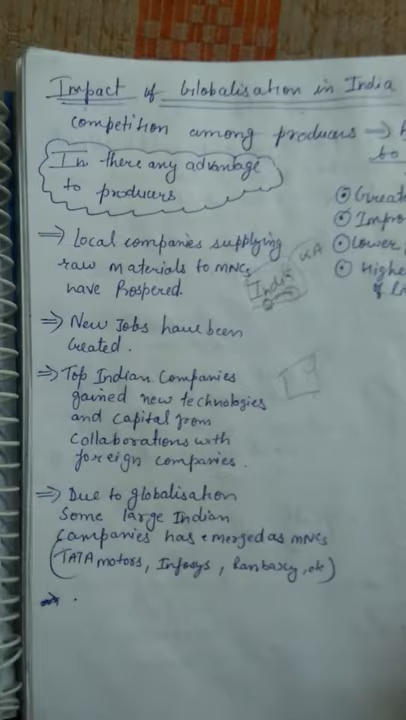 Impact of Globalisation in India
competition among producers →
In there any advantage
to
to producers
⊙ Great
⊙ Impro
⊙ Lower
⊙ Highe
⇒ Local companies supplying
raw materials to MNCs
have Prospered.
India
⇒ New Jobs have been
Created.
⇒ Top Indian Companies
gained new technologies
and capital from
collaborations with
foreign companies.
⇒ Due to globalisation
Some large Indian
Companies has emerged as MNCs
(TATA motors, Infosys, Ranbaxy, etc)